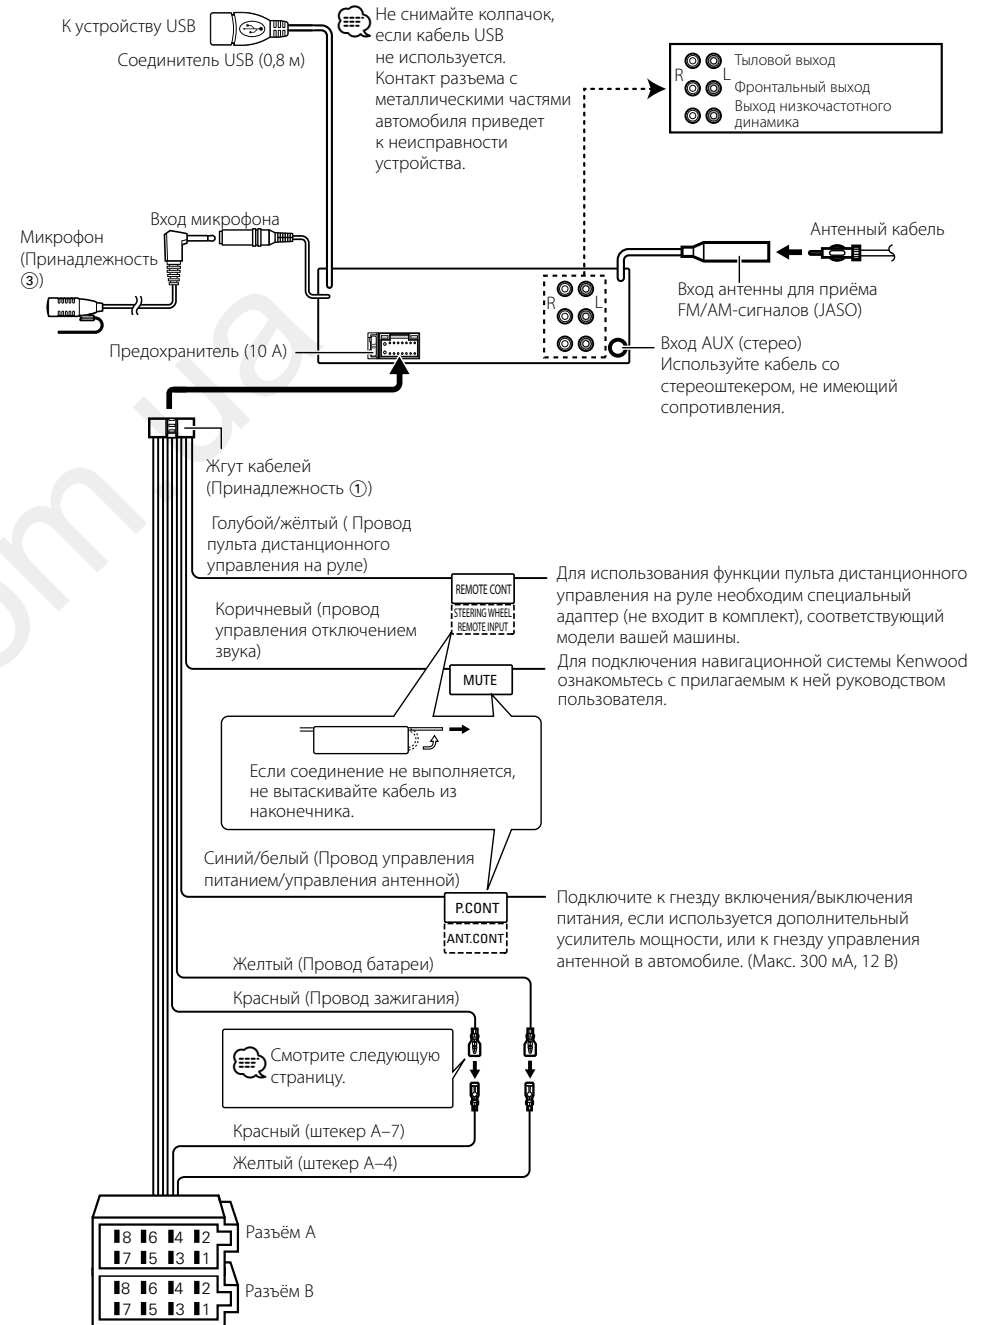 К устройству USB
Соединитель USB (0,8 м)
Не снимайте колпачок,
если кабель USB
не используется.
Контакт разъема с
металлическими частями
автомобиля приведет
к неисправности
устройства.
R
L
Тыловой выход
Фронтальный выход
Выход низкочастотного
динамика
Вход микрофона
Микрофон
(Принадлежность
③)
Антенный кабель
Вход антенны для приёма
FM/AM-сигналов (JASO)
R
L
Предохранитель (10 А)
Вход AUX (стерео)
Используйте кабель со
стереоштекером, не имеющий
сопротивления.
Жгут кабелей
(Принадлежность ①)
Голубой/жёлтый ( Провод
пульта дистанционного
управления на руле)
REMOTE CONT
STEERING WHEEL
REMOTE INPUT
Для использования функции пульта дистанционного
управления на руле необходим специальный
адаптер (не входит в комплект), соответствующий
модели вашей машины.
Коричневый (провод
управления отключением
звука)
MUTE
Для подключения навигационной системы Kenwood
ознакомьтесь с прилагаемым к ней руководством
пользователя.
Если соединение не выполняется,
не вытаскивайте кабель из
наконечника.
Синий/белый (Провод управления
питанием/управления антенной)
P.CONT
ANT.CONT
Подключите к гнезду включения/выключения
питания, если используется дополнительный
усилитель мощности, или к гнезду управления
антенной в автомобиле. (Макс. 300 мА, 12 В)
Желтый (Провод батареи)
Красный (Провод зажигания)
Смотрите следующую
страницу.
Красный (штекер А–7)
Желтый (штекер А–4)
8 6 4 2
7 5 3 1
Разъём А
8 6 4 2
7 5 3 1
Разъём В
om.ua